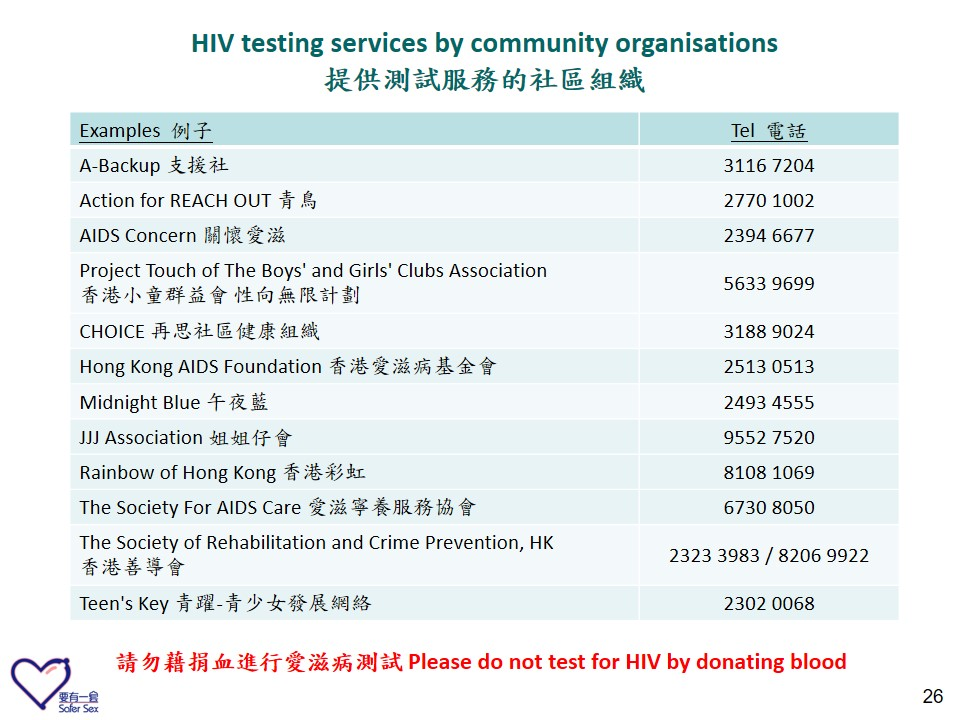 HIV testing services by community organisations
提供測試服務的社區組織
Examples 例子 Tel 電話
A-Backup 支援社 3116 7204
Action for REACH OUT 青鳥 2770 1002
AIDS Concern 關懷愛滋 2394 6677
Project Touch of The Boys' and Girls' Clubs Association
香港小童群益會 性向無限計劃 5633 9699
CHOICE 再思社區健康組織 3188 9024
Hong Kong AIDS Foundation 香港愛滋病基金會 2513 0513
Midnight Blue 午夜藍 2493 4555
JJJ Association 姐姐仔會 9552 7520
Rainbow of Hong Kong 香港彩虹 8108 1069
The Society For AIDS Care 愛滋寧養服務協會 6730 8050
The Society of Rehabilitation and Crime Prevention, HK
香港善導會 2323 3983 / 8206 9922
Teen's Key 青躍-青少女發展網絡 2302 0068
請勿藉捐血進行愛滋病測試 Please do not test for HIV by donating blood
要有一套
Safer Sex
26